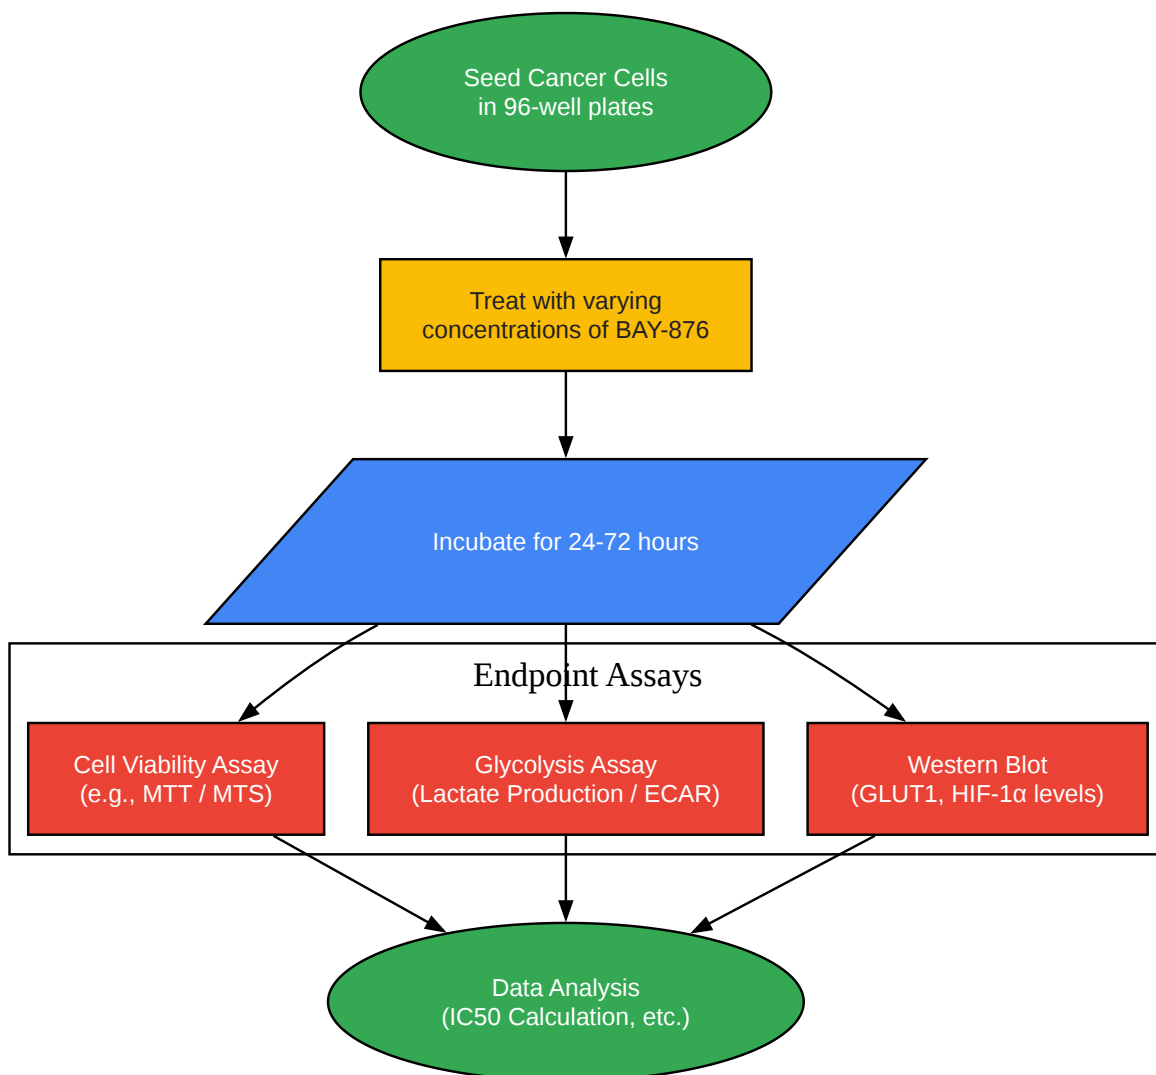 Seed Cancer Cells
in 96-well plates
Treat with varying
concentrations of BAY-876
Incubate for 24-72 hours
Endpoint Assays
Cell Viability Assay
(e.g., MTT / MTS)
Glycolysis Assay
(Lactate Production / ECAR)
Western Blot
(GLUT1, HIF-1α levels)
Data Analysis
(IC50 Calculation, etc.)